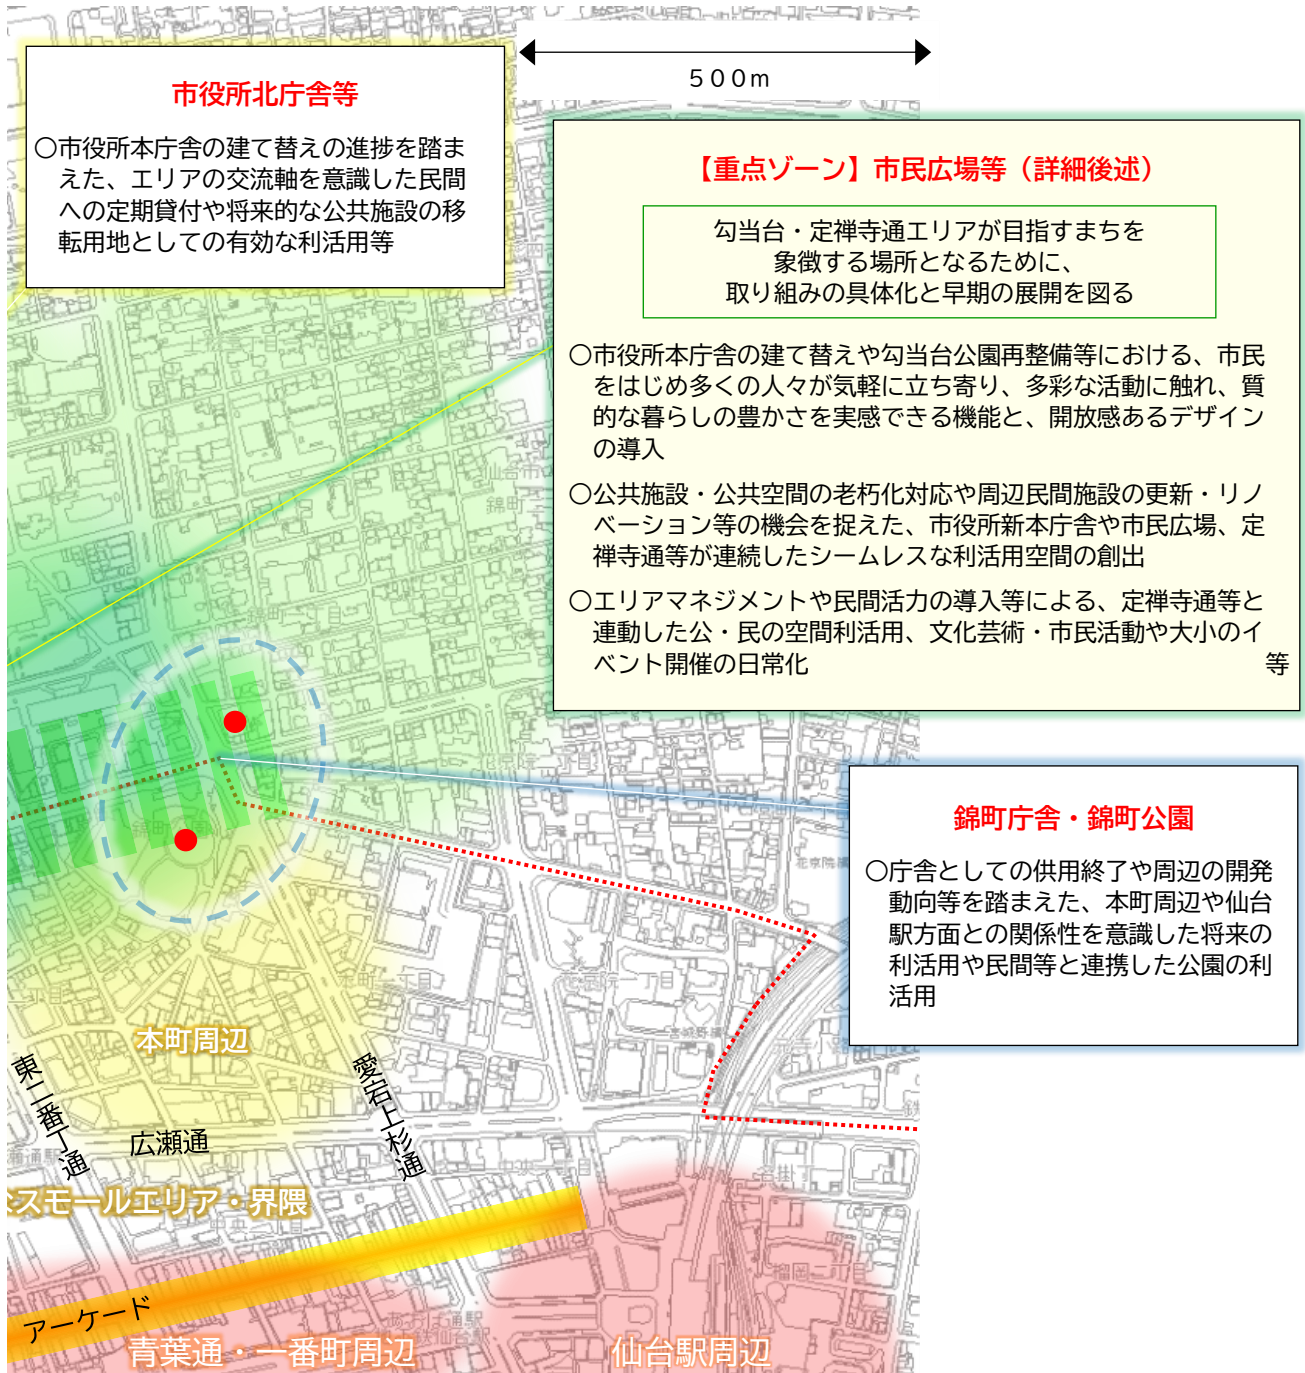 ５００ｍ
市役所北庁舎等
○市役所本庁舎の建て替えの進捗を踏ま
えた、エリアの交流軸を意識した民間
への定期貸付や将来的な公共施設の移
転用地としての有効な利活用等
【重点ゾーン】市民広場等（詳細後述）
勾当台・定禅寺通エリアが目指すまちを
象徴する場所となるために、
取り組みの具体化と早期の展開を図る
○市役所本庁舎の建て替えや勾当台公園再整備等における、市民
をはじめ多くの人々が気軽に立ち寄り、多彩な活動に触れ、質
的な暮らしの豊かさを実感できる機能と、開放感あるデザイン
の導入
○公共施設・公共空間の老朽化対応や周辺民間施設の更新・リノ
ベーション等の機会を捉えた、市役所新本庁舎や市民広場、定
禅寺通等が連続したシームレスな利活用空間の創出
○エリアマネジメントや民間活力の導入等による、定禅寺通等と
連動した公・民の空間利活用、文化芸術・市民活動や大小のイ
ベント開催の日常化
等
錦町庁舎・錦町公園
○庁舎としての供用終了や周辺の開発
動向等を踏まえた、本町周辺や仙台
駅方面との関係性を意識した将来の
利活用や民間等と連携した公園の利
活用
錦町公園
本町周辺
東二番丁通
愛宕上杉通
広瀬通
スモールエリア・界隈
アーケード
青葉通・一番町周辺
仙台駅周辺